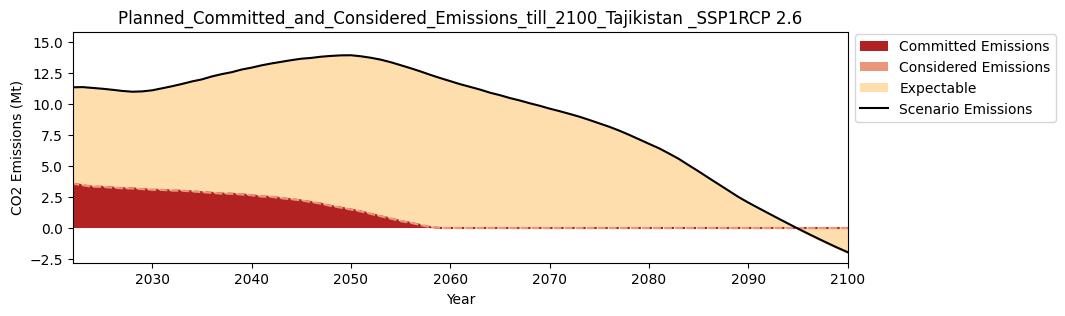 Planned_Committed_and_Considered_Emissions_till_2100_Tajikistan _SSP1RCP 2.6
15.0
12.5
10.0
7.5
5.0
2.5
0.0
−2.5
CO2 Emissions (Mt)
2030 2040 2050 2060 2070 2080 2090 2100
Year
Committed Emissions
Considered Emissions
Expectable
Scenario Emissions